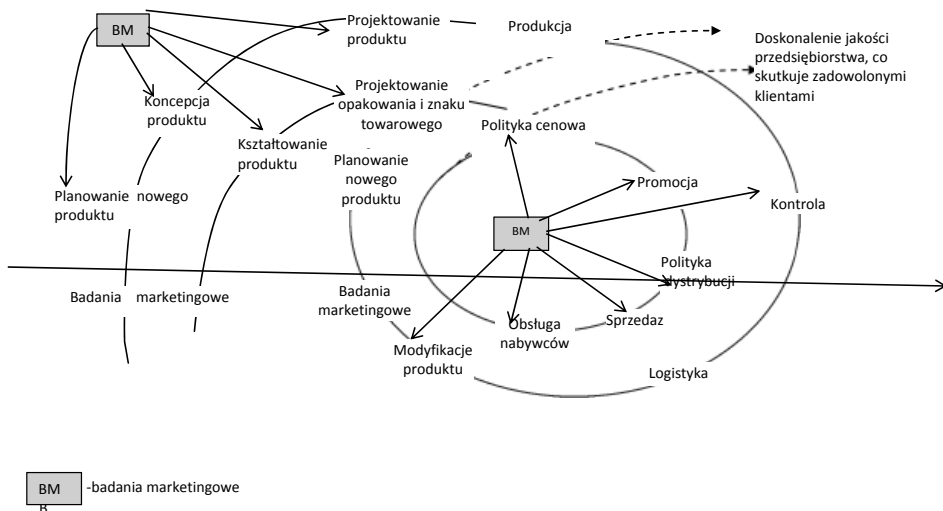 BM
Projektowanie
produktu
Produkcja
Doskonalenie jakości
przedsiębiorstwa, co
skutkuje zadowolonymi
klientami
Projektowanie
opakowania i znaku
towarowego
Koncepcja
produktu
Polityka cenowa
Kształtowanie
produktu
Planowanie
nowego
produktu
Planowanie nowego
produktu
Promocja
Kontrola
BM
Polityka
dystrybucji
Badania marketingowe
Badania
marketingowe
Obsługa
nabywców
Sprzedaz
Modyfikacje
produktu
Logistyka
BM
B
-badania marketingowe